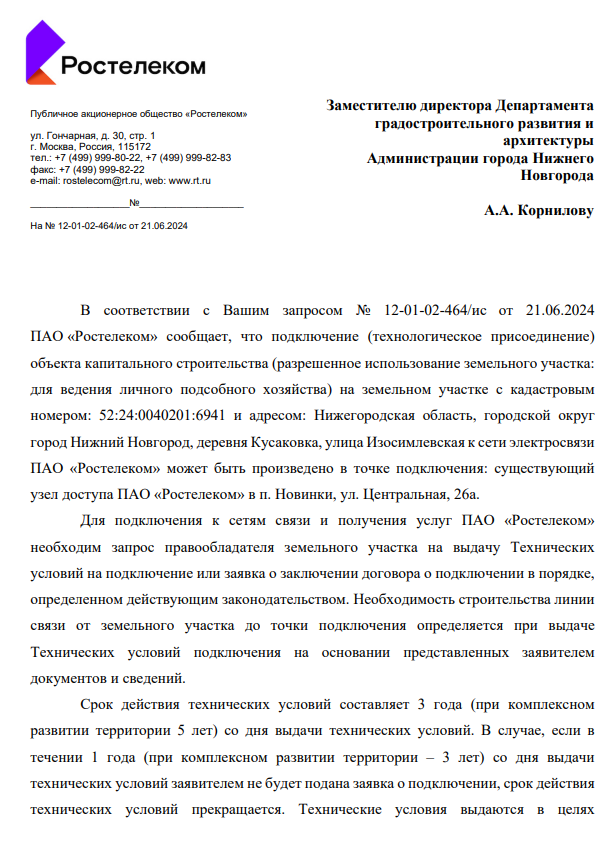 Ростелеком
Публичное акционерное общество «Ростелеком»
ул. Гончарная, д. 30, стр. 1
г. Москва, Россия, 115172
тел.: +7 (499) 999-80-22, +7 (499) 999-82-83
факс: +7 (499) 999-82-22
e-mail: rostelecom@rt.ru, web: www.rt.ru
__________________№___________________
На № 12-01-02-464/ис от 21.06.2024
Заместителю директора Департамента
градостроительного развития и
архитектуры
Администрации города Нижнего
Новгорода
А.А. Корнилову
В соответствии с Вашим запросом № 12-01-02-464/ис от 21.06.2024
ПАО «Ростелеком» сообщает, что подключение (технологическое присоединение)
объекта капитального строительства (разрешенное использование земельного участка:
для ведения личного подсобного хозяйства) на земельном участке с кадастровым
номером: 52:24:0040201:6941 и адресом: Нижегородская область, городской округ
город Нижний Новгород, деревня Кусаковка, улица Изосимлевская к сети электросвязи
ПАО «Ростелеком» может быть произведено в точке подключения: существующий
узел доступа ПАО «Ростелеком» в п. Новинки, ул. Центральная, 26а.
Для подключения к сетям связи и получения услуг ПАО «Ростелеком»
необходим запрос правообладателя земельного участка на выдачу Технических
условий на подключение или заявка о заключении договора о подключении в порядке,
определенном действующим законодательством. Необходимость строительства линии
связи от земельного участка до точки подключения определяется при выдаче
Технических условий подключения на основании представленных заявителем
документов и сведений.
Срок действия технических условий составляет 3 года (при комплексном
развитии территории 5 лет) со дня выдачи технических условий. В случае, если в
течении 1 года (при комплексном развитии территории – 3 лет) со дня выдачи
технических условий заявителем не будет подана заявка о подключении, срок действия
технических условий прекращается. Технические условия выдаются в целях